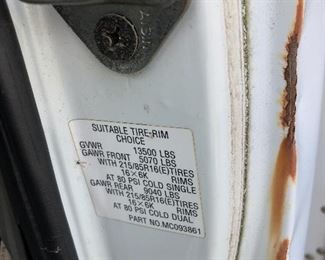 SUITABLE TIRE-RIM
CHOICE
GVWR 13500 LBS
GAWR FRONT 5070 LBS
WITH 215/85R16(E)TIRES
16×6K RIMS
AT 80 PSI COLD SINGLE
GAWR REAR 9040 LBS
WITH 215/85R16(E)TIRES
16×6K RIMS
AT 80 PSI COLD DUAL
PART NO.MC093861